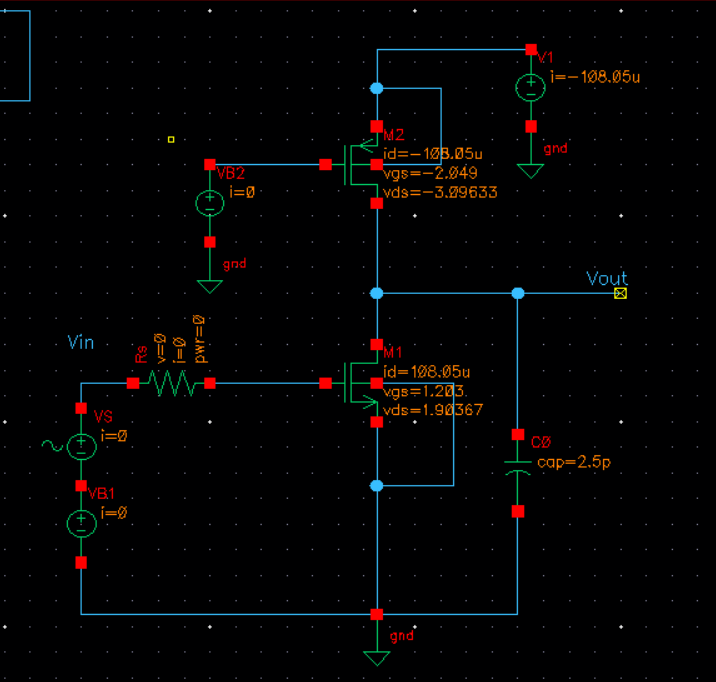 V1
i=-108.05u
gnd
M2
id=-108.05u
vgs=-2.049
vds=-3.09633
VB2
i=0
gnd
Vout
Vin
Rs
v=0
i=0
pwr=0
M1
id=108.05u
vgs=1.203
vds=1.90367
VS
i=0
C0
cap=2.5p
VB1
i=0
gnd